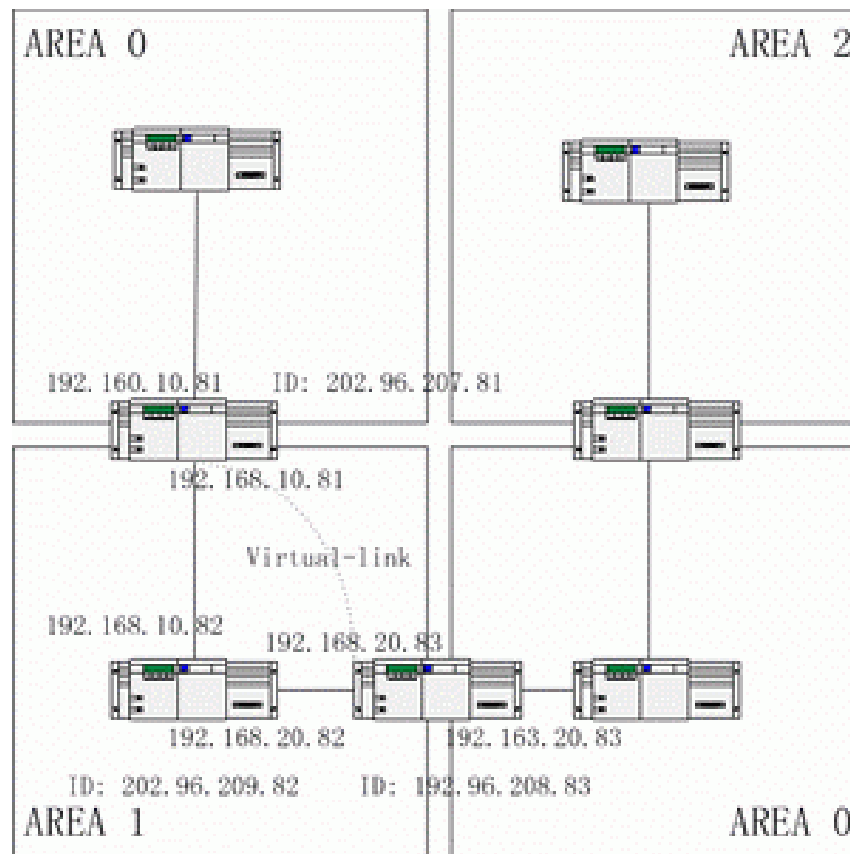 AREA 0
AREA 2
192.160.10.81 ID: 202.96.207.81
192.168.10.81
Virtual-link
192.168.10.82
192.168.20.83
192.168.20.82
192.163.20.83
ID: 202.96.209.82
ID: 192.96.208.83
AREA 1
AREA 0